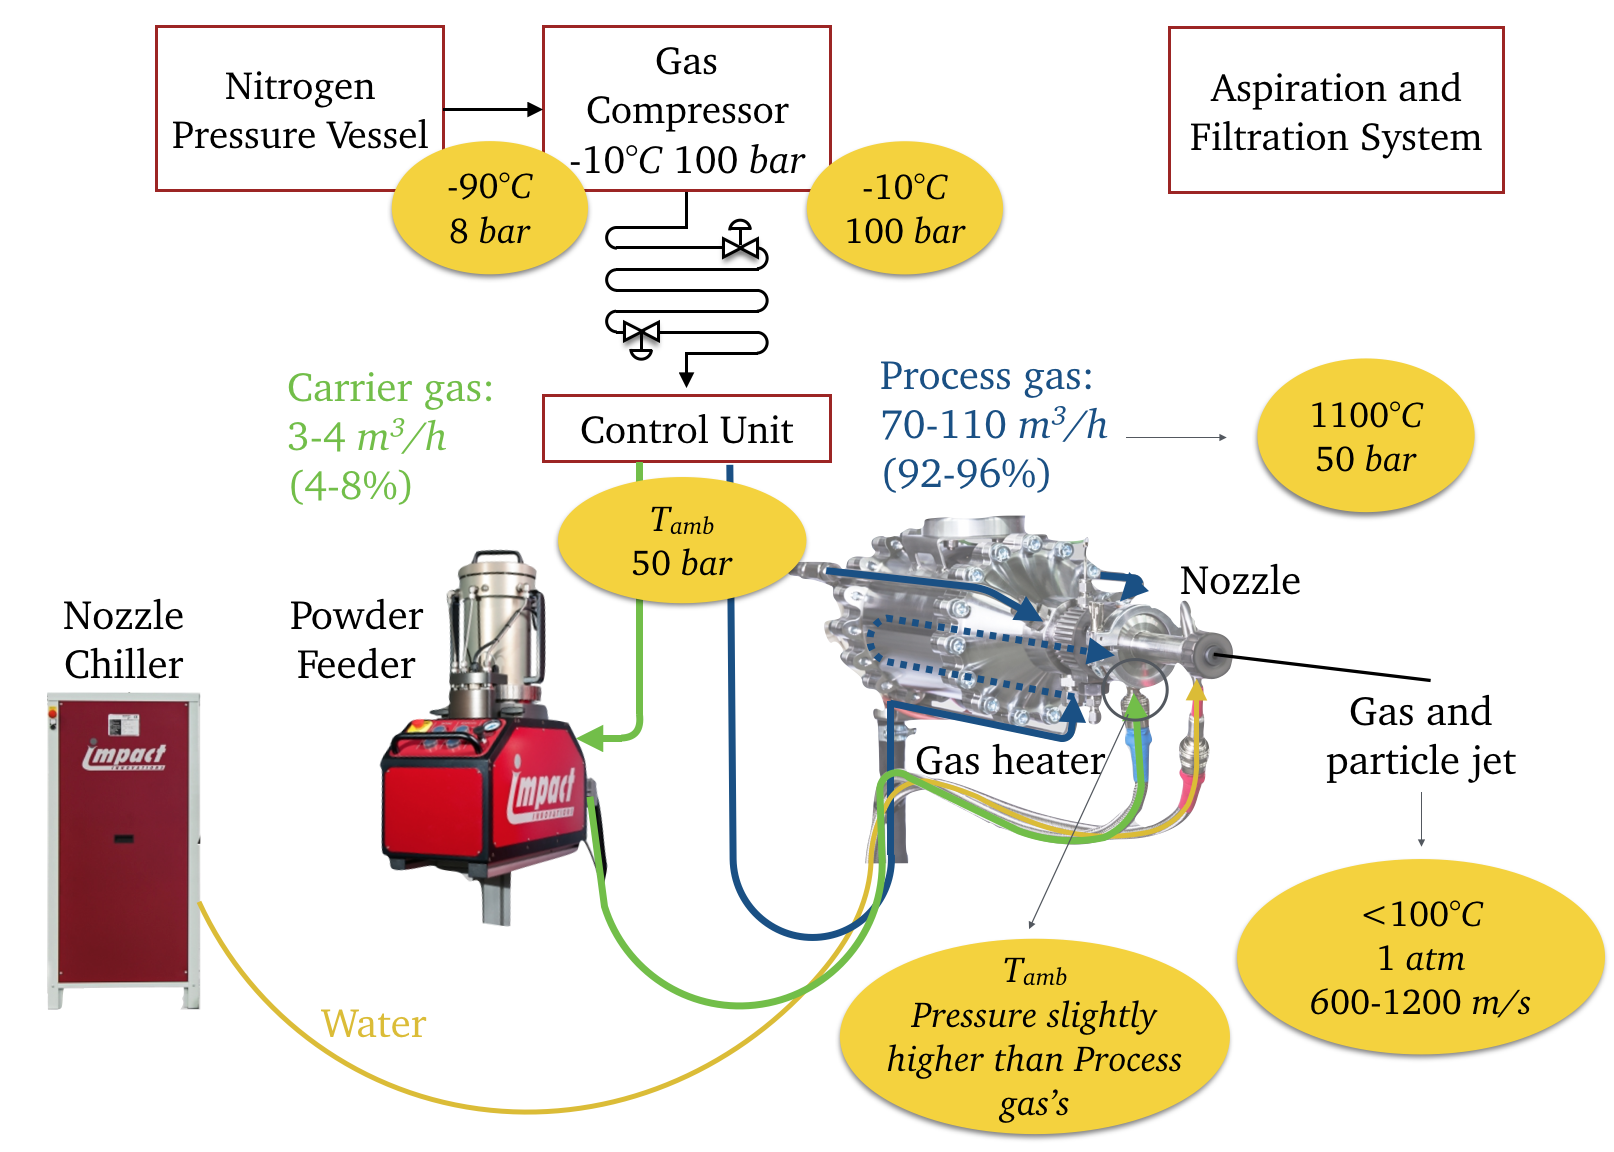 Nitrogen
Pressure Vessel
Gas
Compressor
-10°C 100 bar
Aspiration and
Filtration System
-90°C
8 bar
-10°C
100 bar
Carrier gas:
3-4 m³/h
(4-8%)
Control Unit
Process gas:
70-110 m³/h
(92-96%)
1100°C
50 bar
Tamb
50 bar
Nozzle
Nozzle
Chiller
Powder
Feeder
impact
INNOVATIONS
impact
INNOVATIONS
Gas heater
Gas and
particle jet
<100°C
1 atm
600-1200 m/s
Tamb
Pressure slightly
higher than Process
gas’s
Water